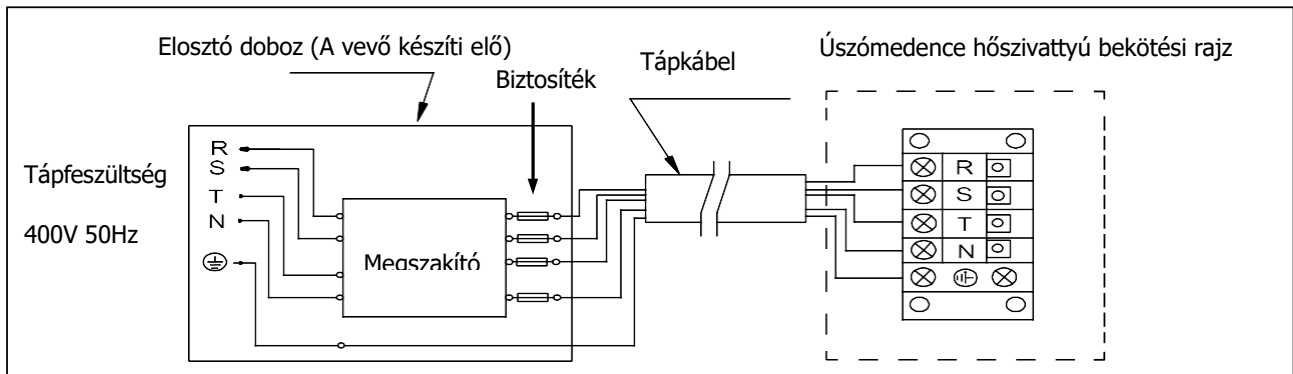 Elosztó doboz (A vevő készíti elő)
Biztosíték
Tápkábel
Úszómedence hőszivattyú bekötési rajz
Tápfeszültség
400V 50Hz
R
S
T
N
Megszakító
R
S
T
N